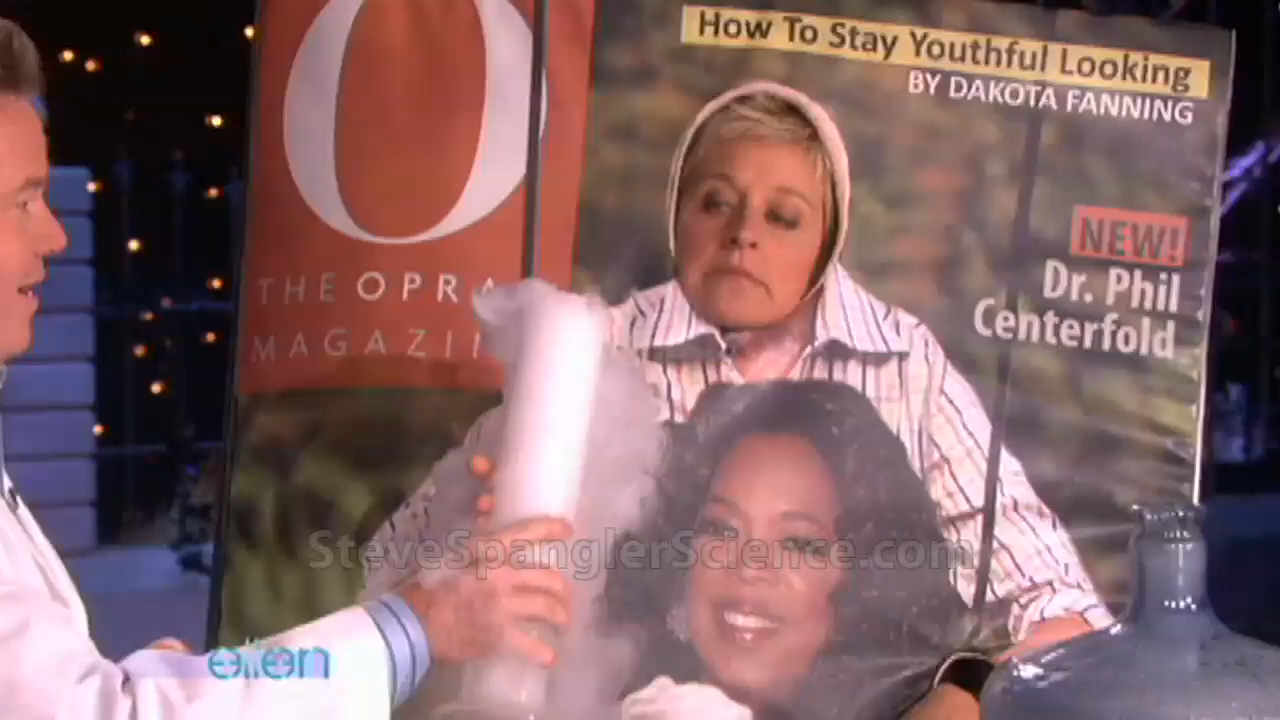 How To Stay Youthful Looking
BY DAKOTA FANNING
O
THE OPRA
MAGAZI
NEW!
Dr. Phil
Centerfold
SteveSpanglerScience.com
ellen